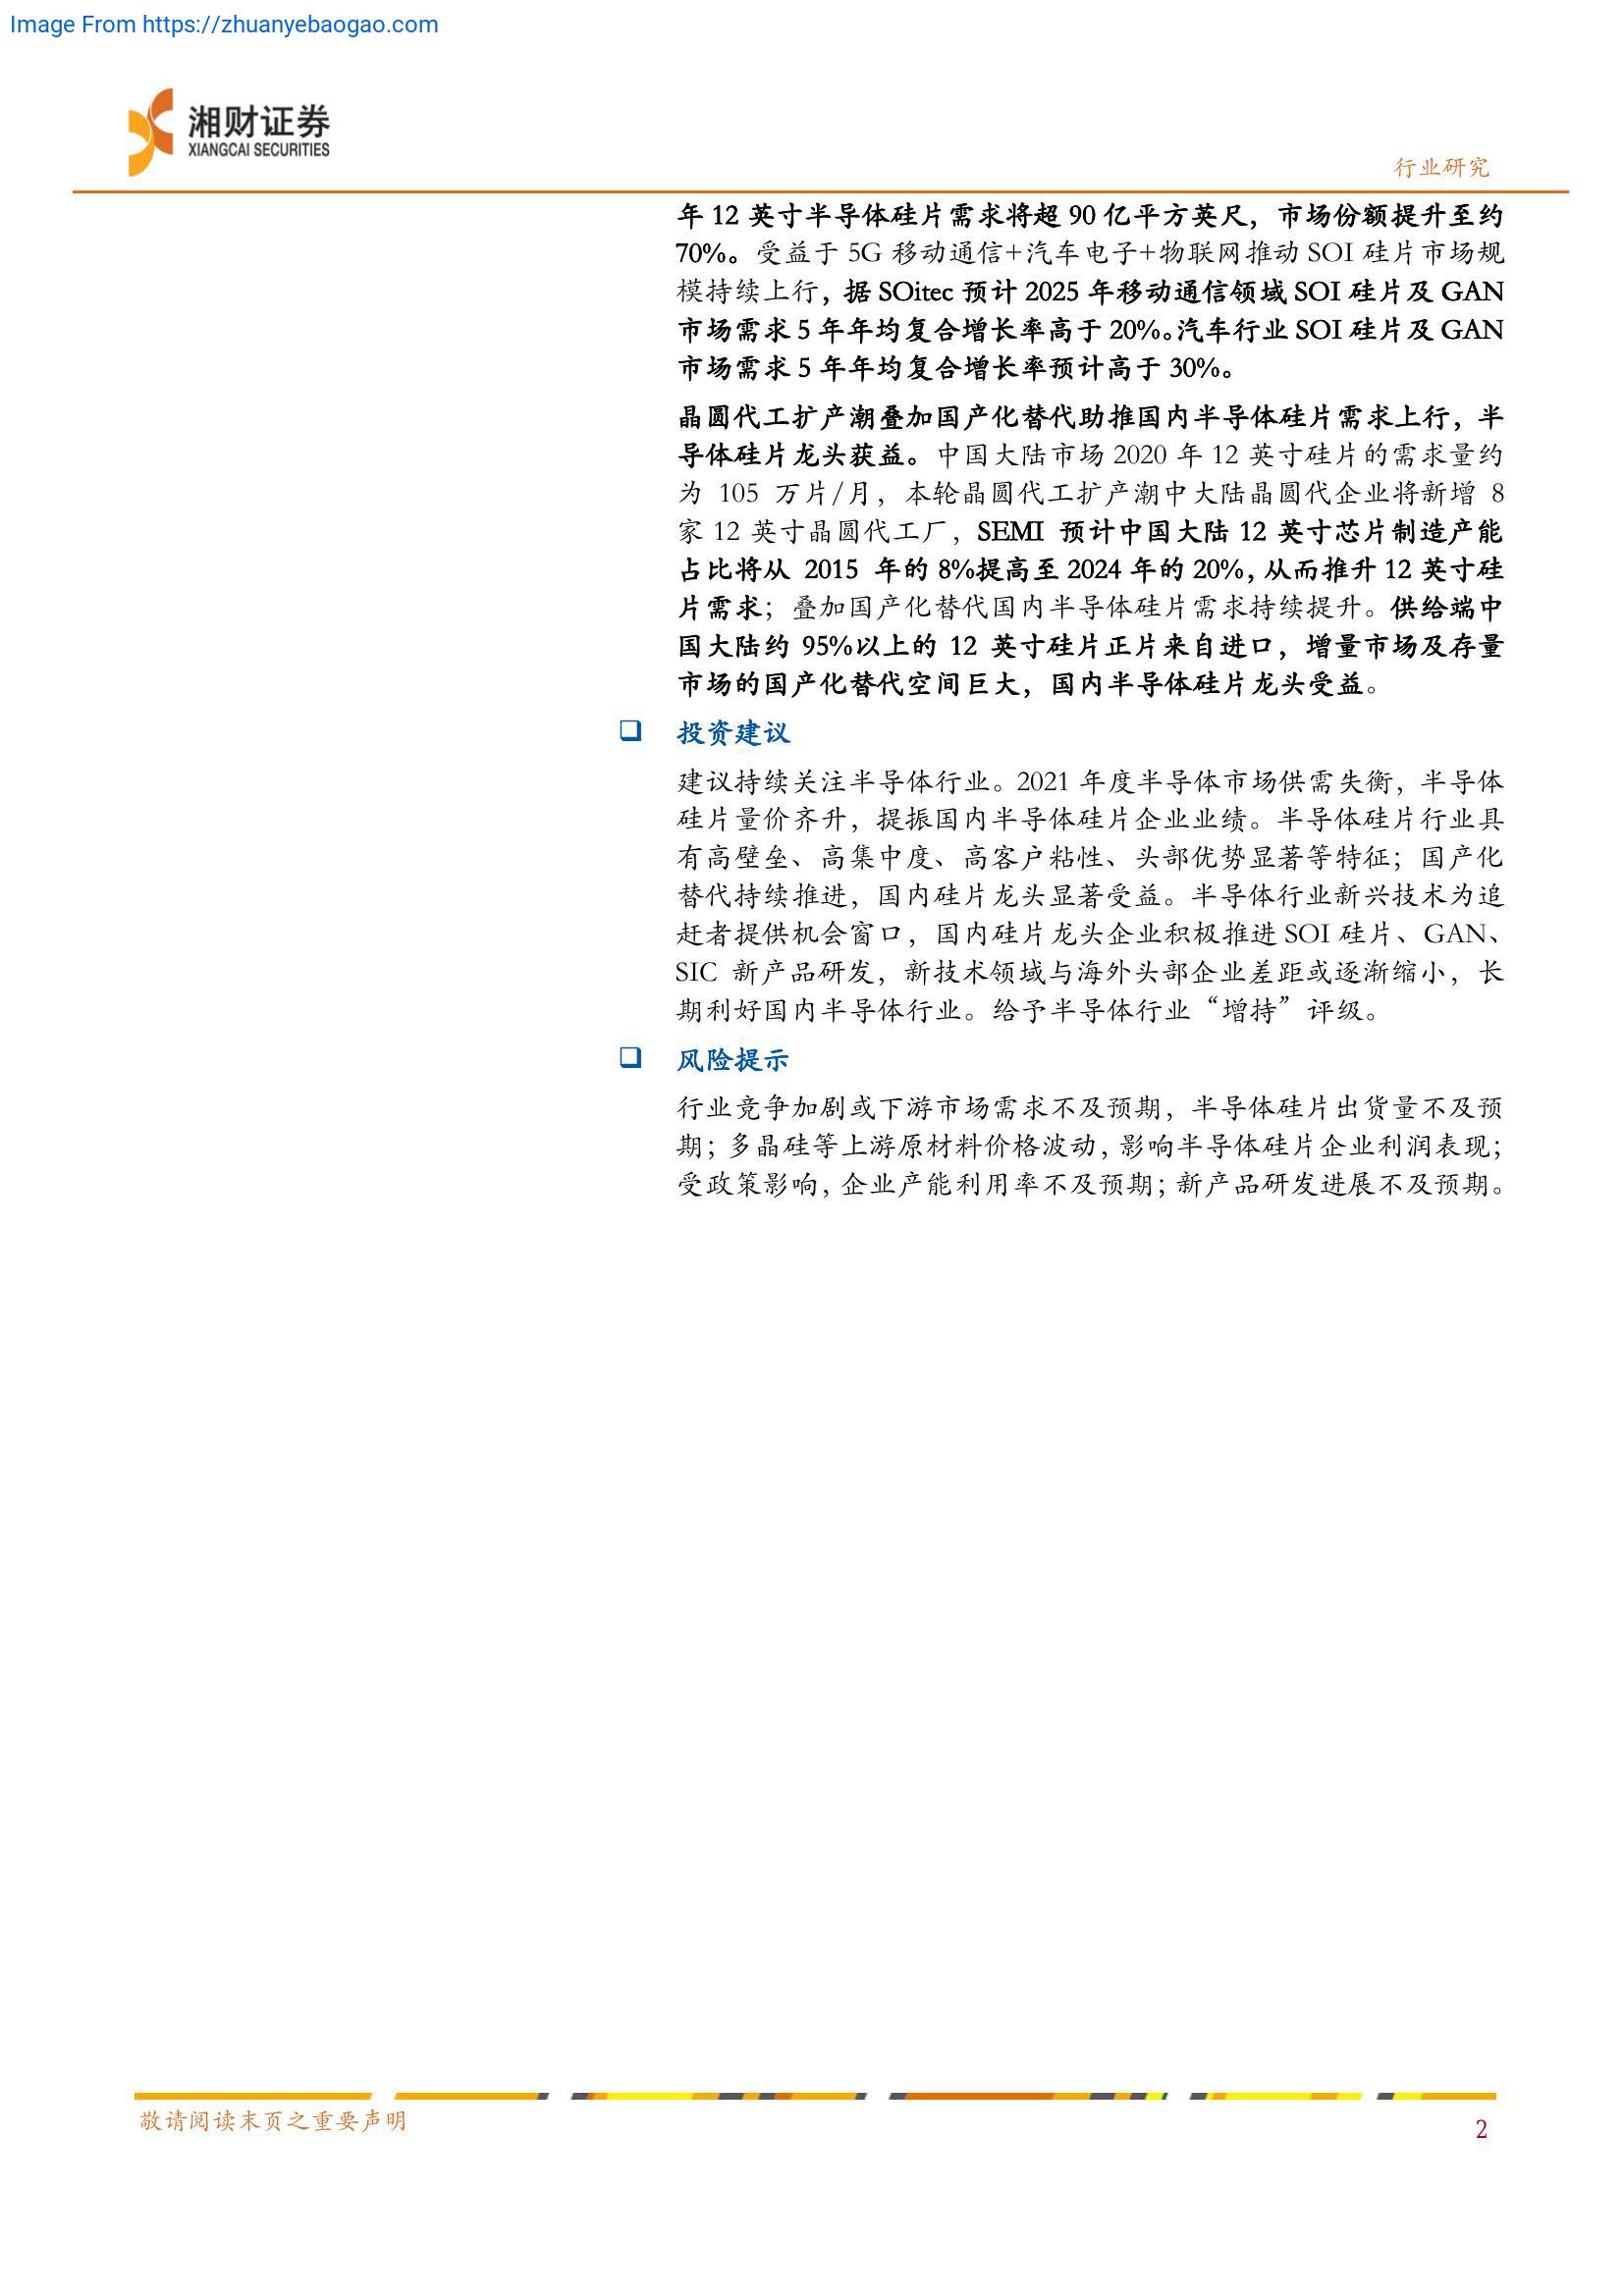 Image From https://zhuanyebaogao.com
湘财证券
XIANGCAI SECURITIES
行业研究
年 12 英寸半导体硅片需求将超 90 亿平方英尺，市场份额提升至约
70%。受益于 5G 移动通信+汽车电子+物联网推动 SOI 硅片市场规
模持续上行，据 SOitec 预计 2025 年移动通信领域 SOI 硅片及 GAN
市场需求 5 年年均复合增长率高于 20%。汽车行业 SOI 硅片及 GAN
市场需求 5 年年均复合增长率预计高于 30%。
晶圆代工扩产潮叠加国产化替代助推国内半导体硅片需求上行，半
导体硅片龙头获益。中国大陆市场 2020 年 12 英寸硅片的需求量约
为 105 万片/月，本轮晶圆代工扩产潮中大陆晶圆代企业将新增 8
家 12 英寸晶圆代工厂，SEMI 预计中国大陆 12 英寸芯片制造产能
占比将从 2015 年的 8%提高至 2024 年的 20%，从而推升 12 英寸硅
片需求；叠加国产化替代国内半导体硅片需求持续提升。供给端中
国大陆约 95%以上的 12 英寸硅片正片来自进口，增量市场及存量
市场的国产化替代空间巨大，国内半导体硅片龙头受益。
❑ 投资建议
建议持续关注半导体行业。2021 年度半导体市场供需失衡，半导体
硅片量价齐升，提振国内半导体硅片企业业绩。半导体硅片行业具
有高壁垒、高集中度、高客户粘性、头部优势显著等特征；国产化
替代持续推进，国内硅片龙头显著受益。半导体行业新兴技术为追
赶者提供机会窗口，国内硅片龙头企业积极推进 SOI 硅片、GAN、
SIC 新产品研发，新技术领域与海外头部企业差距或逐渐缩小，长
期利好国内半导体行业。给予半导体行业“增持”评级。
❑ 风险提示
行业竞争加剧或下游市场需求不及预期，半导体硅片出货量不及预
期；多晶硅等上游原材料价格波动，影响半导体硅片企业利润表现；
受政策影响，企业产能利用率不及预期；新产品研发进展不及预期。
敬请阅读末页之重要声明
2